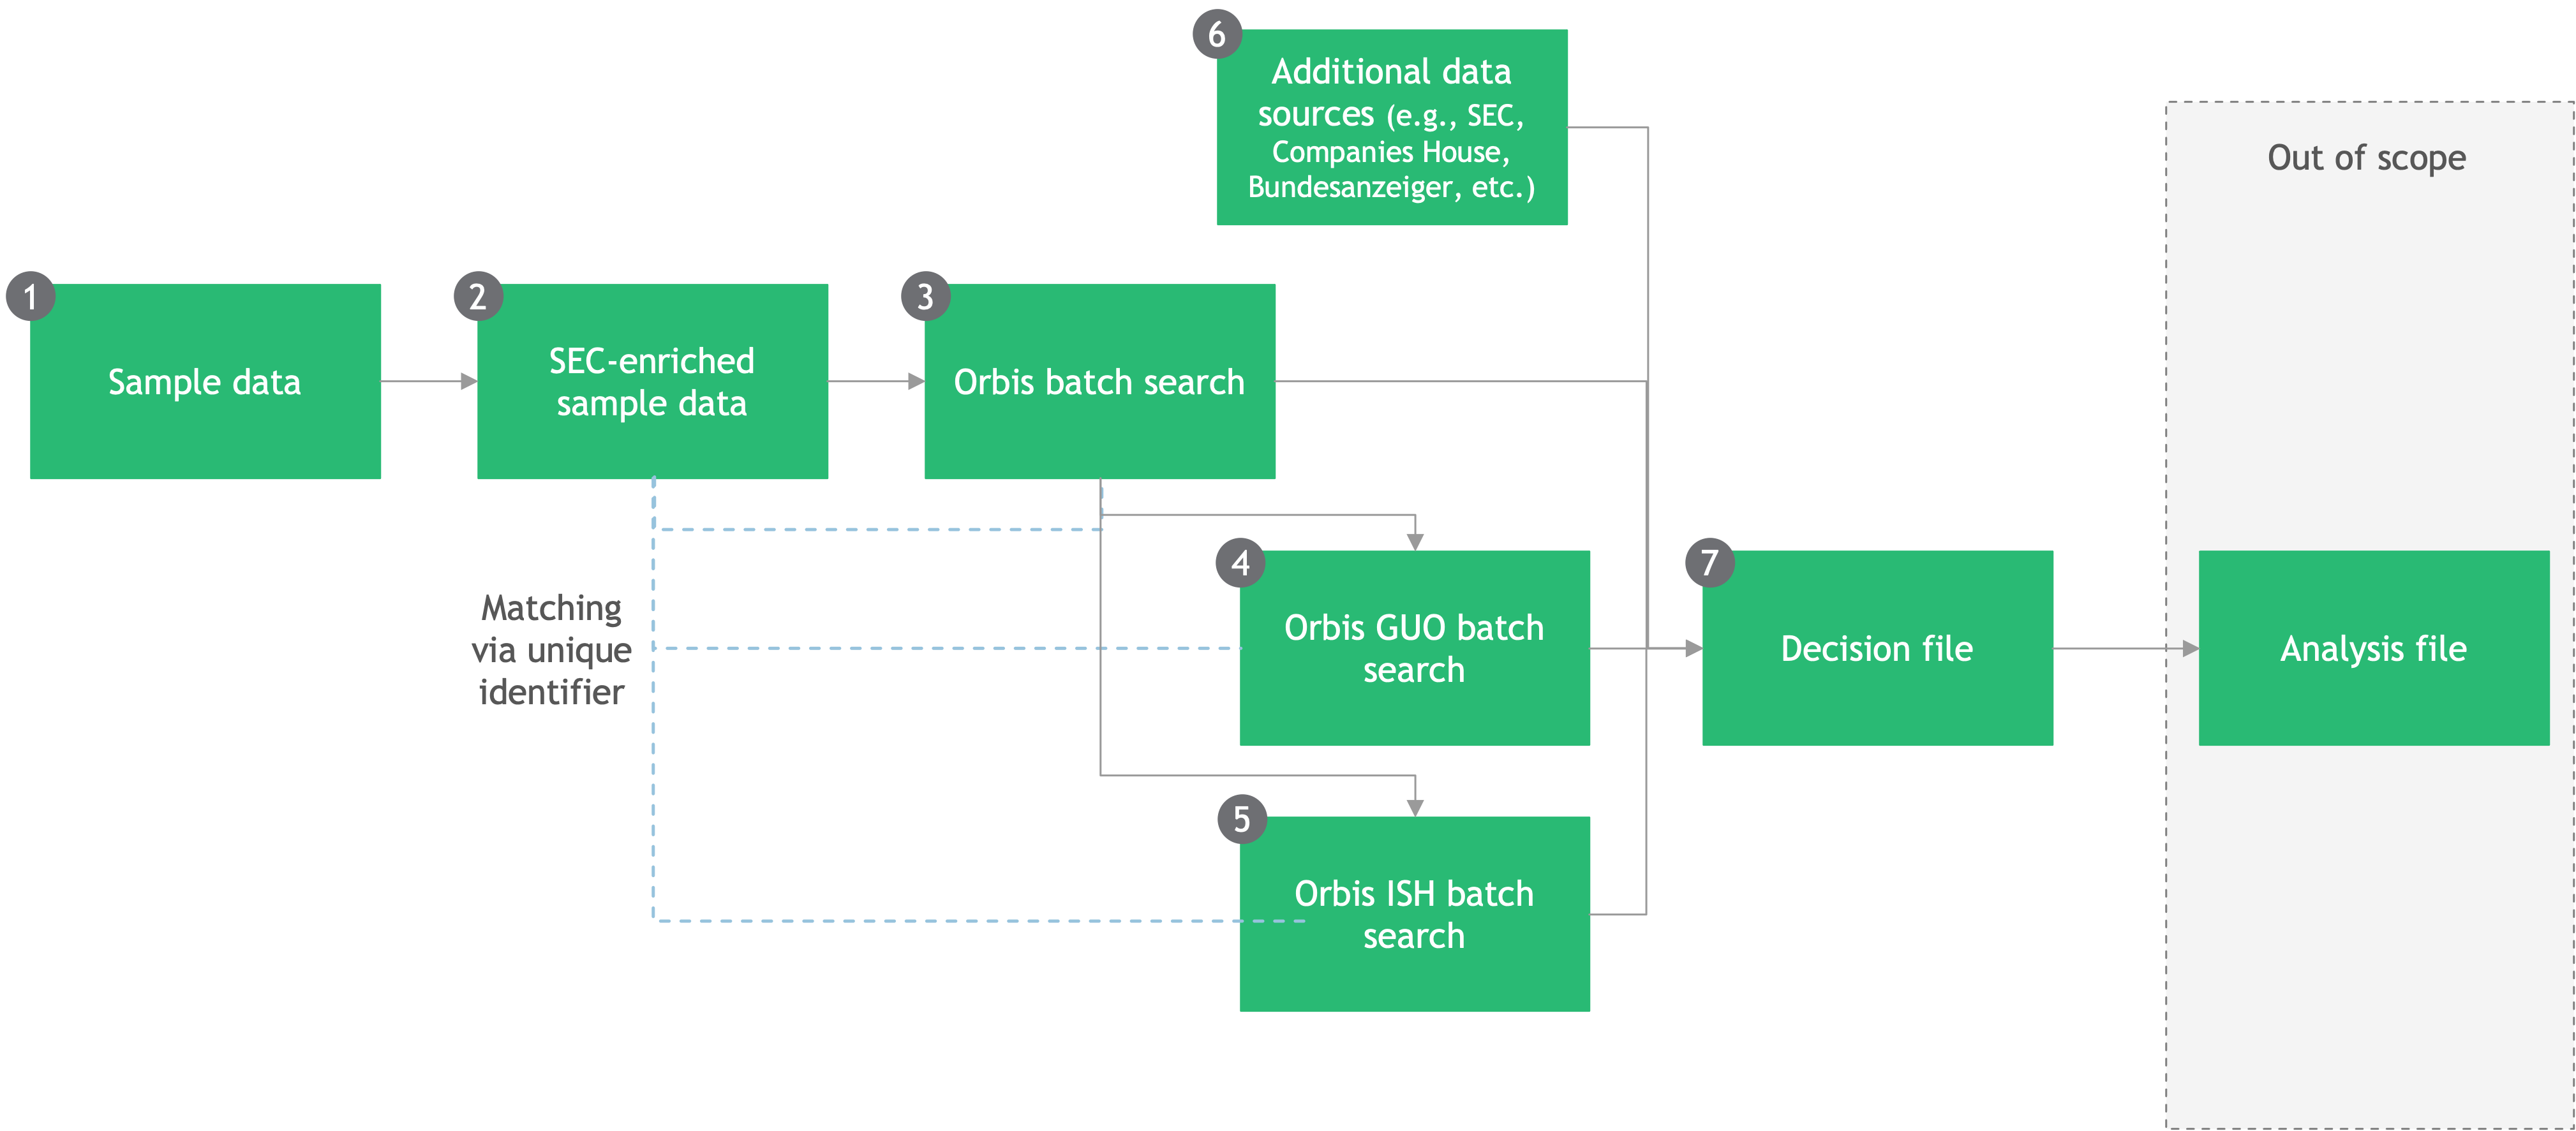 6
Additional data
sources (e.g., SEC,
Companies House,
Bundesanzeiger, etc.)
Out of scope
1
Sample data
2
SEC-enriched
sample data
3
Orbis batch search
Matching
via unique
identifier
4
Orbis GUO batch
search
7
Decision file
Analysis file
5
Orbis ISH batch
search